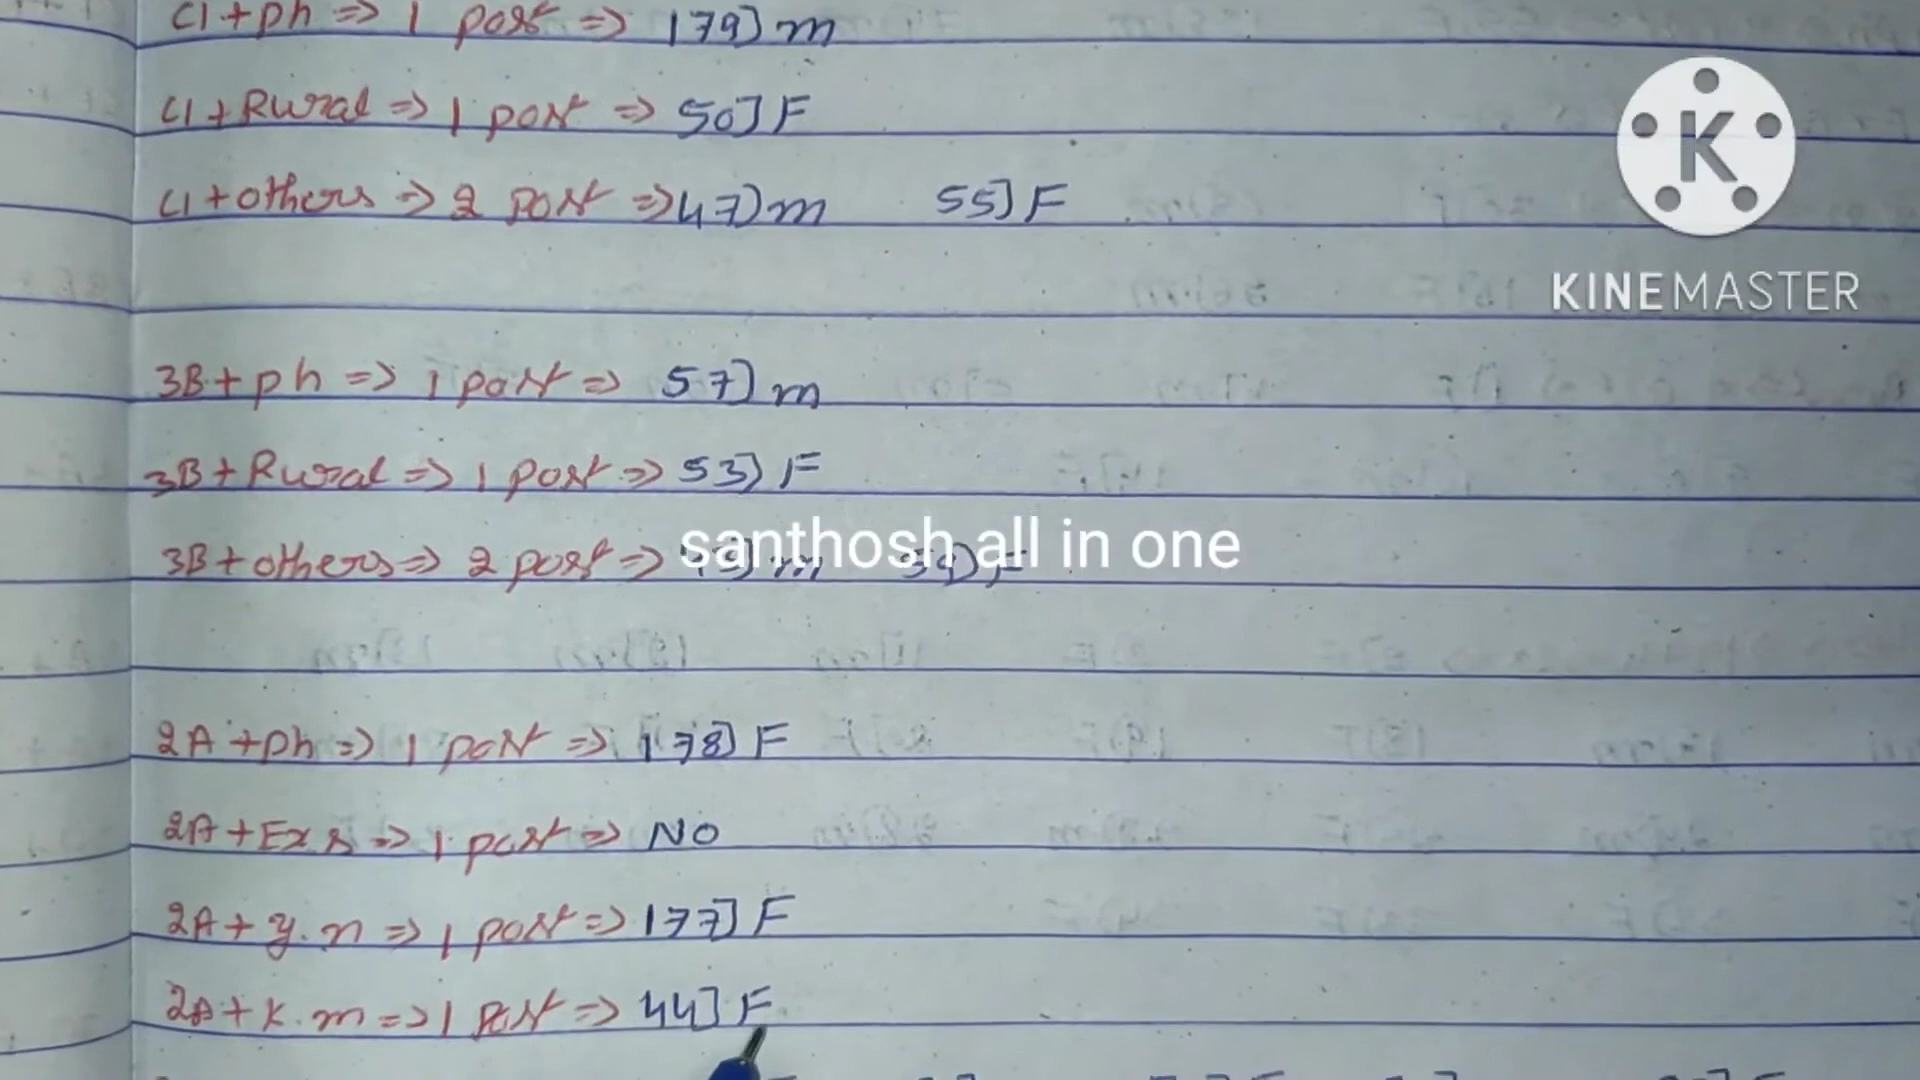 C1+ph => 1 post => 179) m
C1+Rural => 1 post => 50] F
C1+others => 2 post => 47) m 55] F
K
KINEMASTER
3B+ph => 1 post => 57) m
3B+Rural => 1 post => 53) F
3B+others => 2 post => m F
santhosh all in one
2A+ph => 1 post => 178) F
2A+Exs => 1 post => NO
2A+y.n => 1 post => 177] F
2A+K.m => 1 post => 44] F